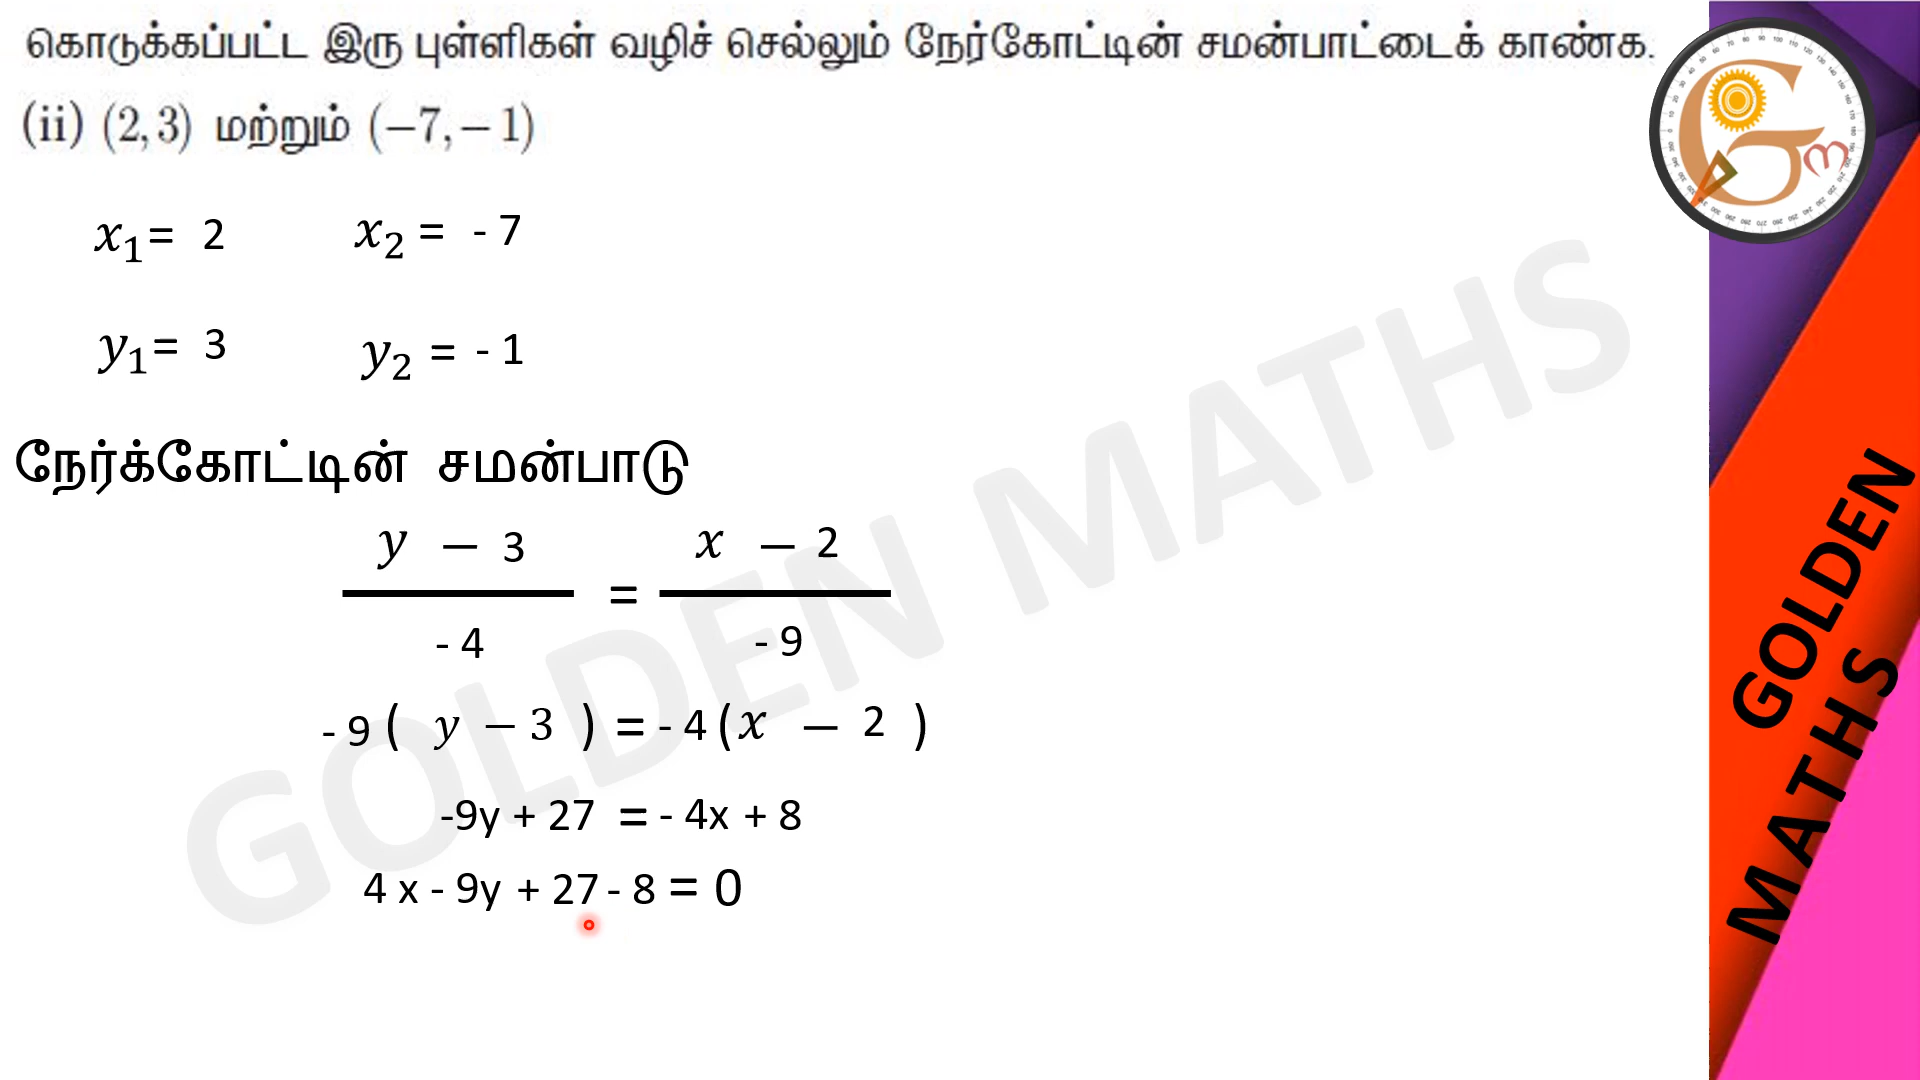 கொடுக்கப்பட்ட இரு புள்ளிகள் வழிச் செல்லும் நேர்கோட்டின் சமன்பாட்டைக் காண்க.
(ii) (2, 3) மற்றும் (−7, − 1)
x₁ = 2 x₂ = - 7
y₁ = 3 y₂ = - 1
நேர்க்கோட்டின் சமன்பாடு
y − 3 x − 2
=
- 4 - 9
- 9 ( y − 3 ) = - 4 ( x − 2 )
-9y + 27 = - 4x + 8
4 x - 9y + 27 - 8 = 0
GOLDEN MATHS
GOLDEN
MATHS